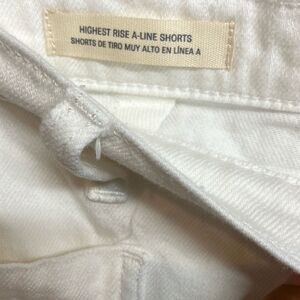 HIGHEST RISE A-LINE SHORTS
SHORTS DE TIRO MUY ALTO EN LÍNEA A